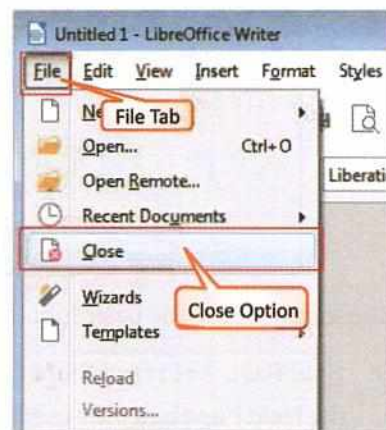 Untitled 1 - LibreOffice Writer
File Edit View Insert Format Styles
File Tab
Open... Ctrl+O
Open Remote...
Recent Documents
Close
Wizards
Close Option
Templates
Reload
Versions...